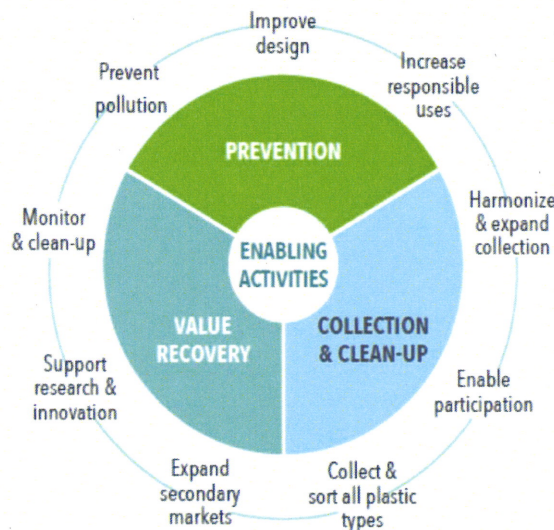 Improve
design
Increase
responsible
uses
Harmonize
& expand
collection
Enable
participation
Collect &
sort all plastic
types
Expand
secondary
markets
Support
research &
innovation
Monitor
& clean-up
Prevent
pollution
PREVENTION
ENABLING
ACTIVITIES
VALUE
RECOVERY
COLLECTION
& CLEAN-UP